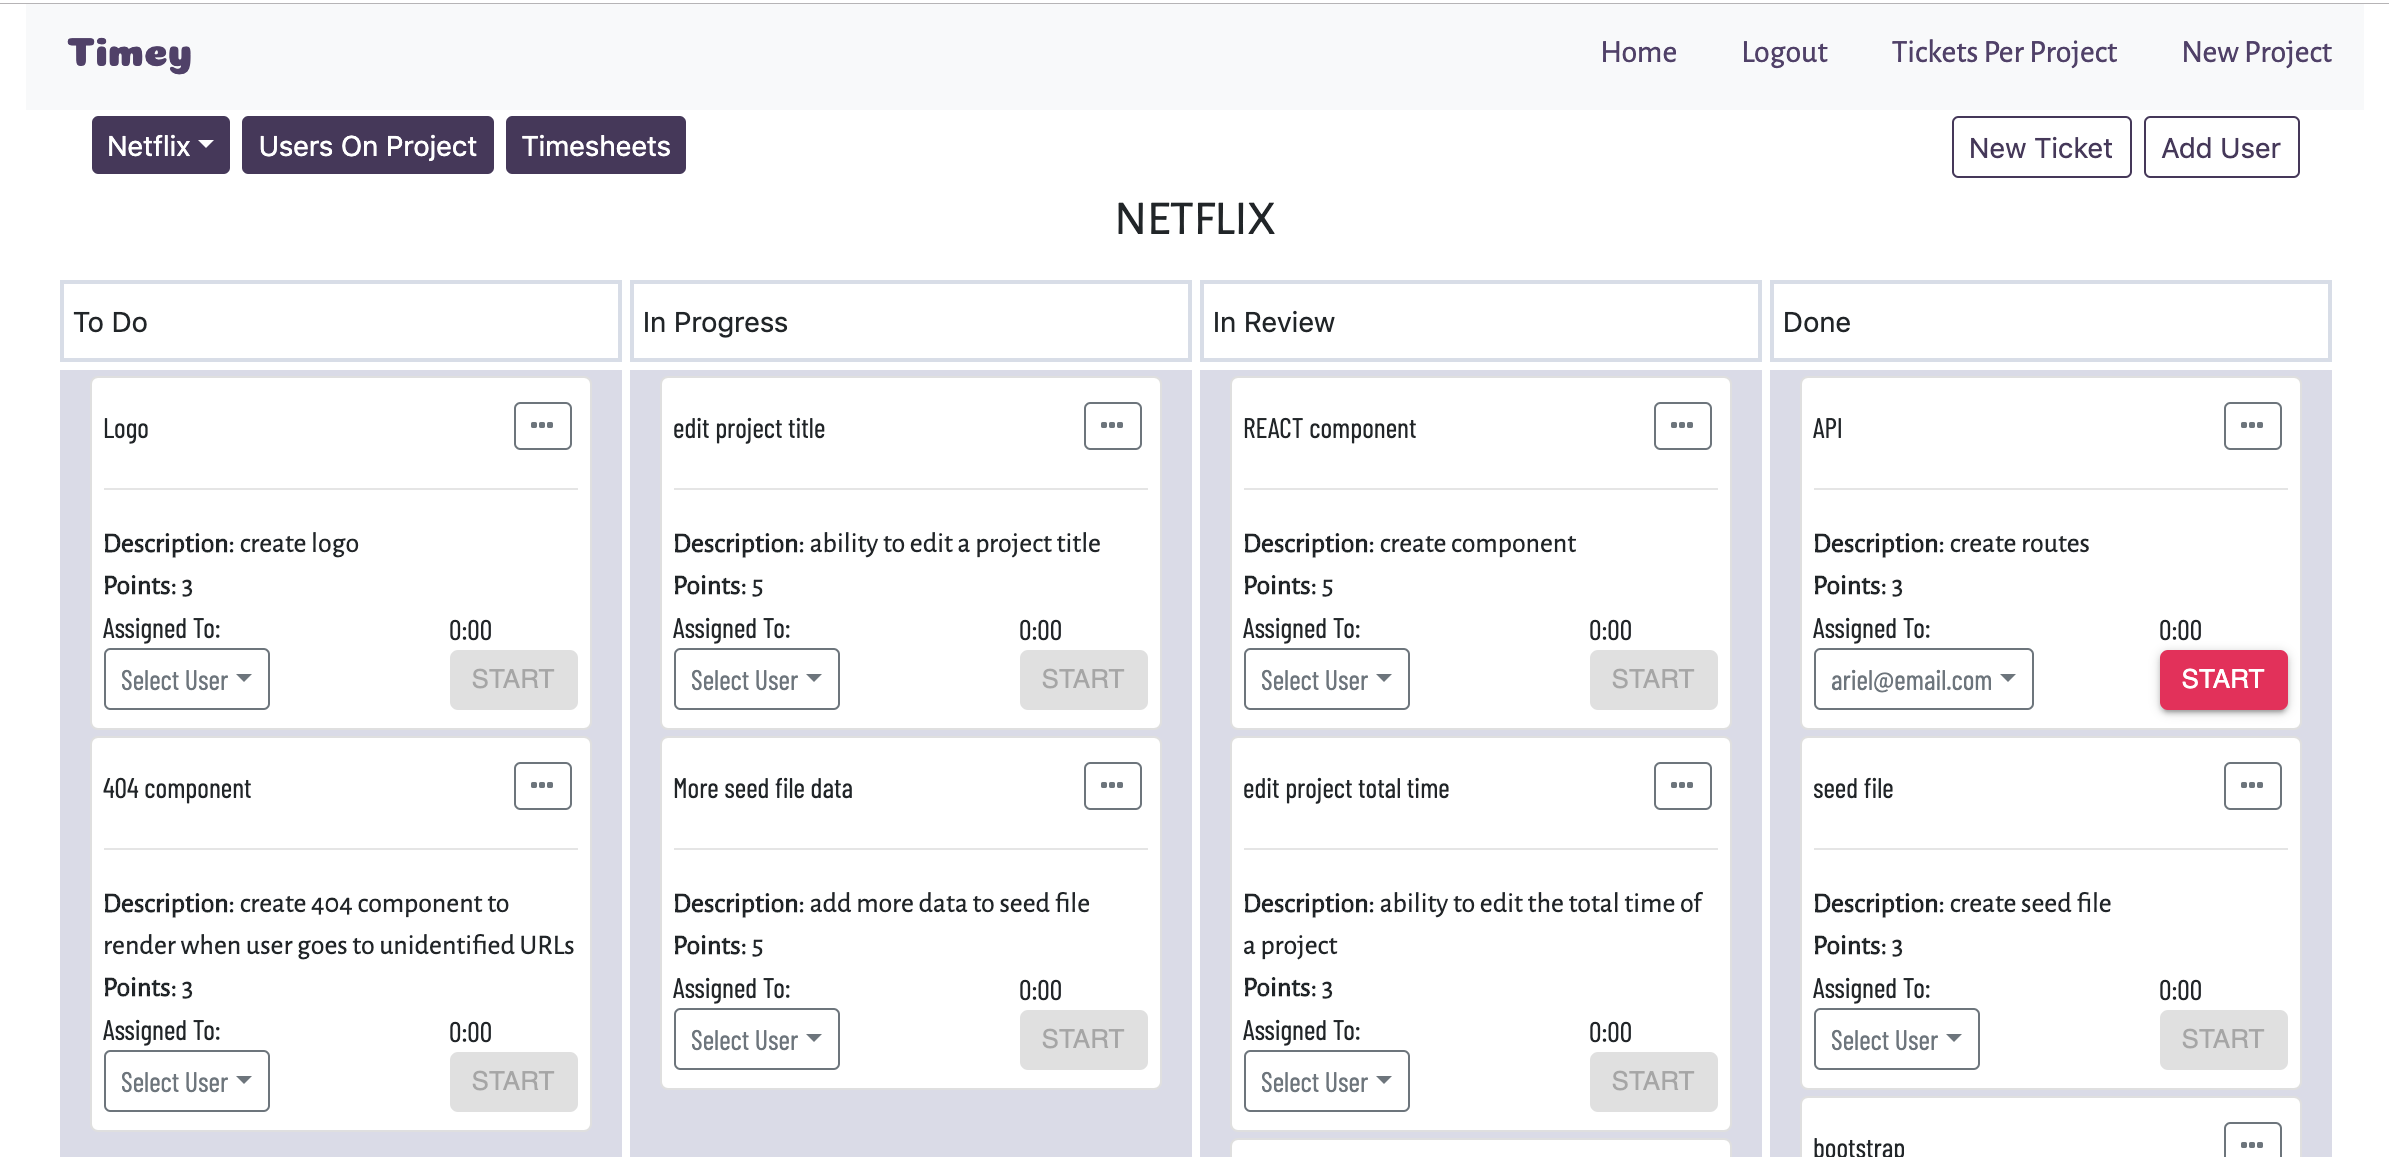 Timey
Home
Logout
Tickets Per Project
New Project
Netflix
Users On Project
Timesheets
New Ticket
Add User
NETFLIX
To Do
Logo
Description: create logo
Points: 3
Assigned To:
0:00
Select User
START
404 component
Description: create 404 component to
render when user goes to unidentified URLs
Points: 3
Assigned To:
0:00
Select User
START
In Progress
edit project title
Description: ability to edit a project title
Points: 5
Assigned To:
0:00
Select User
START
More seed file data
Description: add more data to seed file
Points: 5
Assigned To:
0:00
Select User
START
In Review
REACT component
Description: create component
Points: 5
Assigned To:
0:00
Select User
START
edit project total time
Description: ability to edit the total time of
a project
Points: 3
Assigned To:
0:00
Select User
START
Done
API
Description: create routes
Points: 3
Assigned To:
0:00
ariel@email.com
START
seed file
Description: create seed file
Points: 3
Assigned To:
0:00
Select User
START
bootstrap